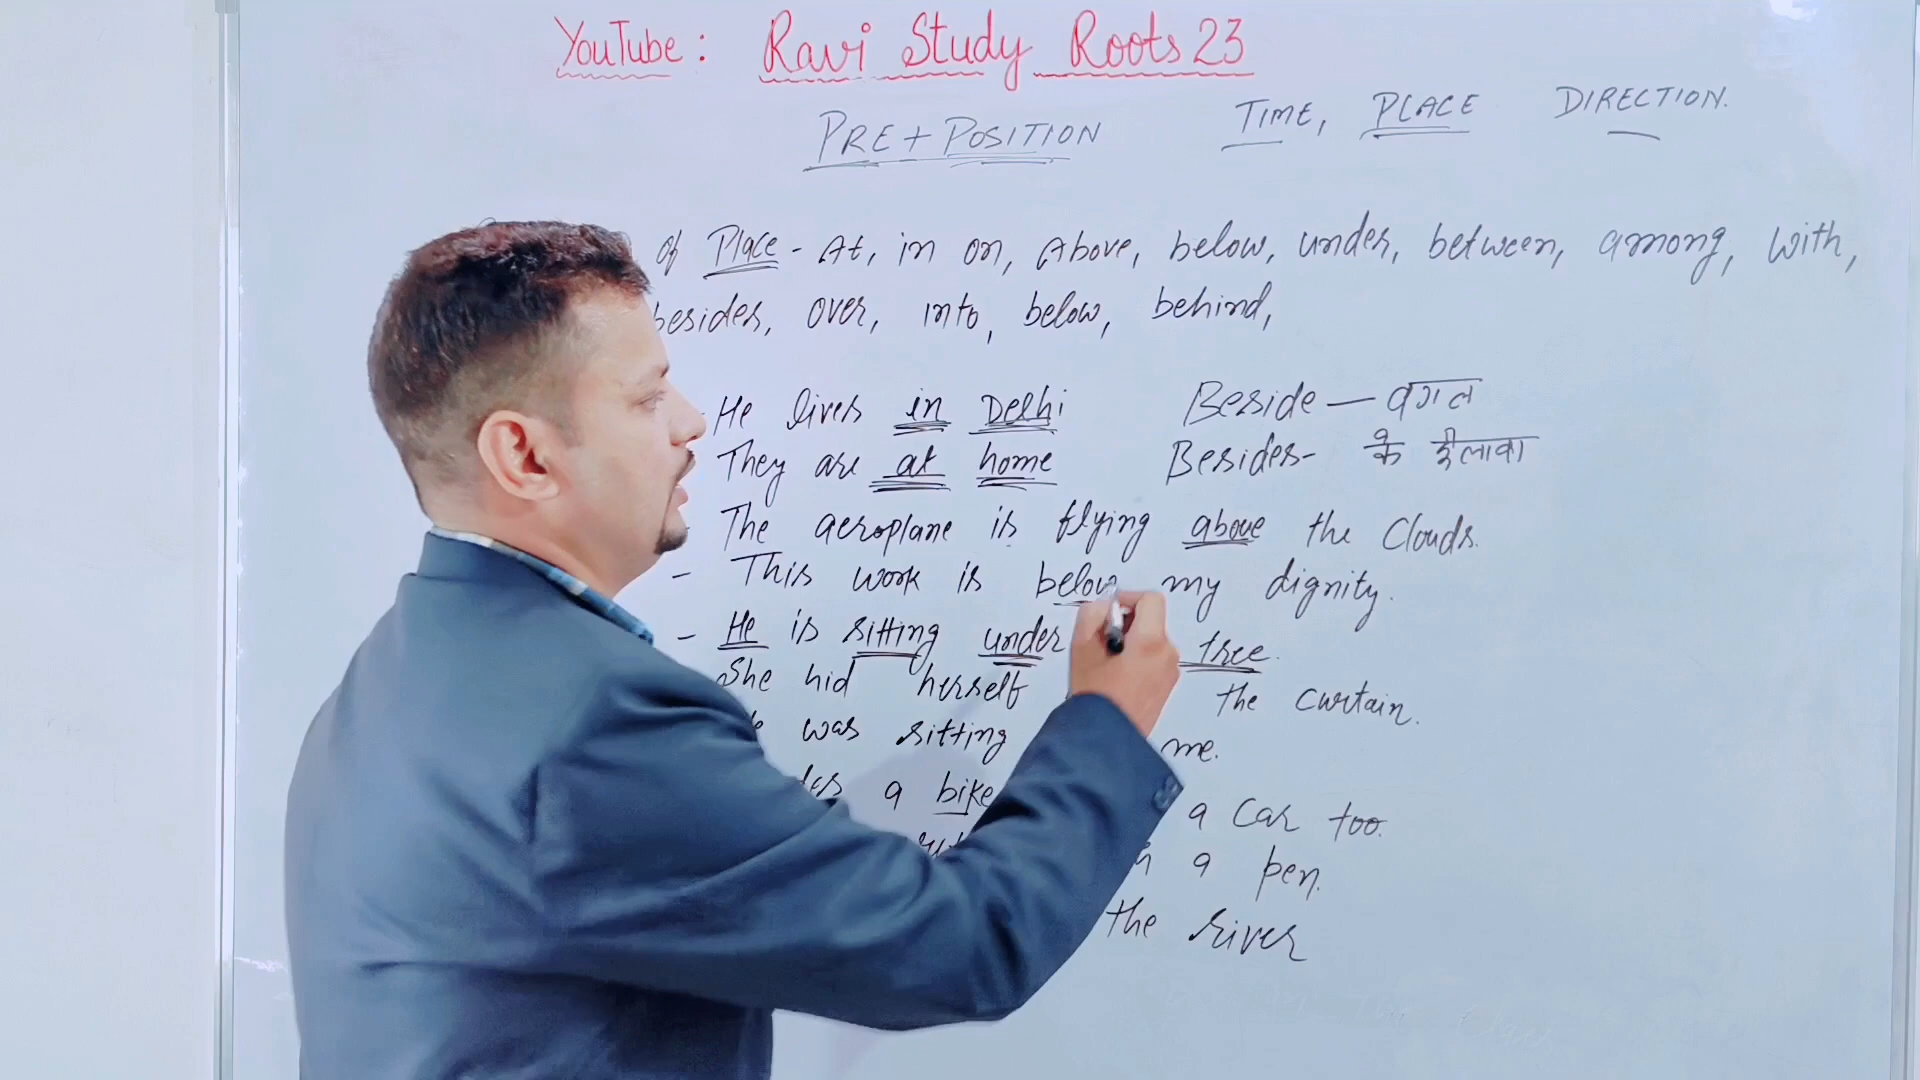 YouTube : Ravi Study Roots 23
PRE + POSITION TIME, PLACE DIRECTION.
of Place - At, in on, Above, below, under, between, among, with,
besides, over, into, below, behind,
- He lives in Delhi Beside — बगल
They are at home Besides - के ईलावा
- The aeroplane is flying above the Clouds.
- This work is below my dignity.
- He is sitting under tree.
She hid herself the curtain.
was sitting me.
a bike a Car too.
a pen.
the river